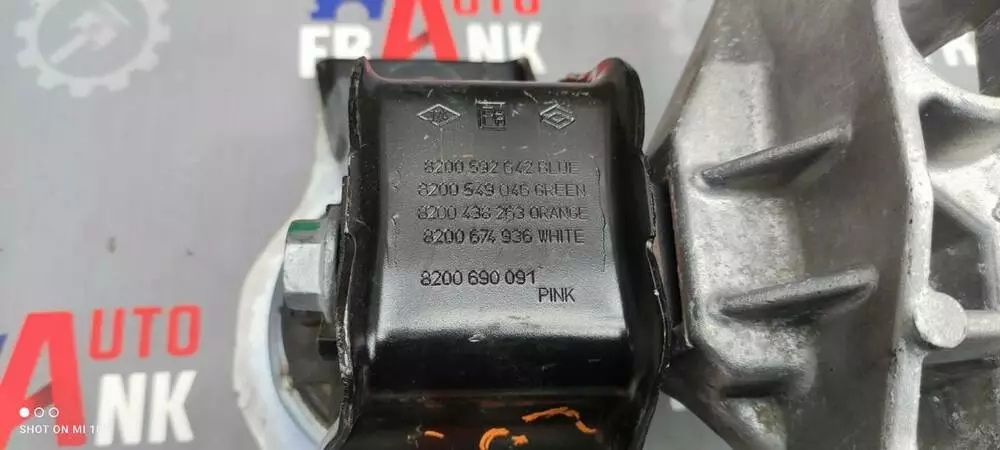 AUTO
FRANK
8200 592 642 BLUE
8200 549 046 GREEN
8200 438 263 ORANGE
8200 674 936 WHITE
8200 690 091
PINK
AUTO
ANK
SHOT ON MI 10